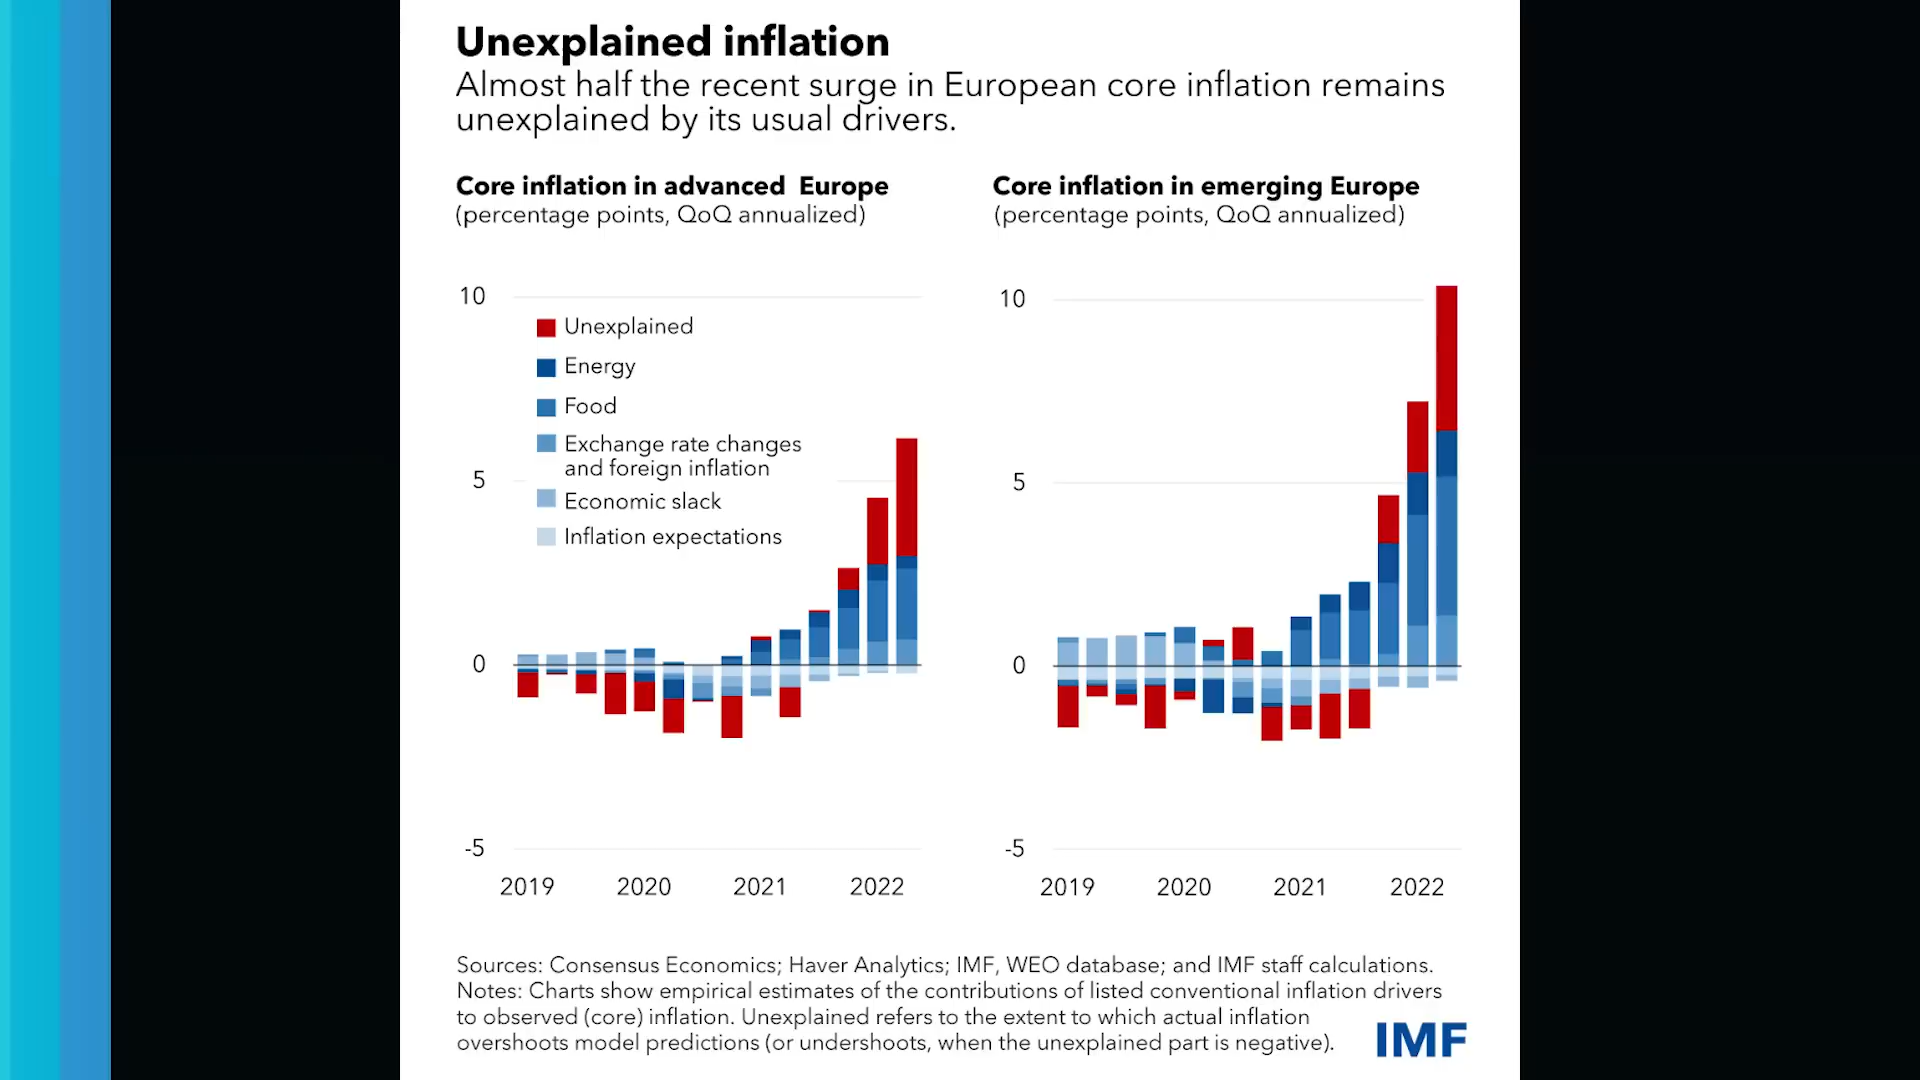 Unexplained inflation
Almost half the recent surge in European core inflation remains
unexplained by its usual drivers.
Core inflation in advanced Europe
(percentage points, QoQ annualized)
10
Unexplained
Energy
Food
Exchange rate changes
and foreign inflation
Economic slack
Inflation expectations
5
0
-5
2019 2020 2021 2022
Core inflation in emerging Europe
(percentage points, QoQ annualized)
10
5
0
-5
2019 2020 2021 2022
Sources: Consensus Economics; Haver Analytics; IMF, WEO database; and IMF staff calculations.
Notes: Charts show empirical estimates of the contributions of listed conventional inflation drivers
to observed (core) inflation. Unexplained refers to the extent to which actual inflation
overshoots model predictions (or undershoots, when the unexplained part is negative).
IMF